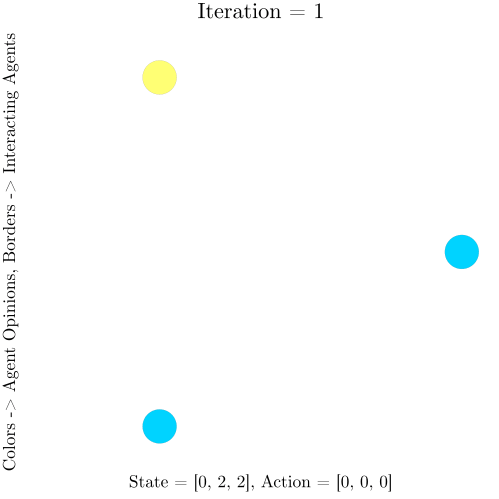 Iteration = 1
Colors -> Agent Opinions, Borders -> Interacting Agents
State = [0, 2, 2], Action = [0, 0, 0]